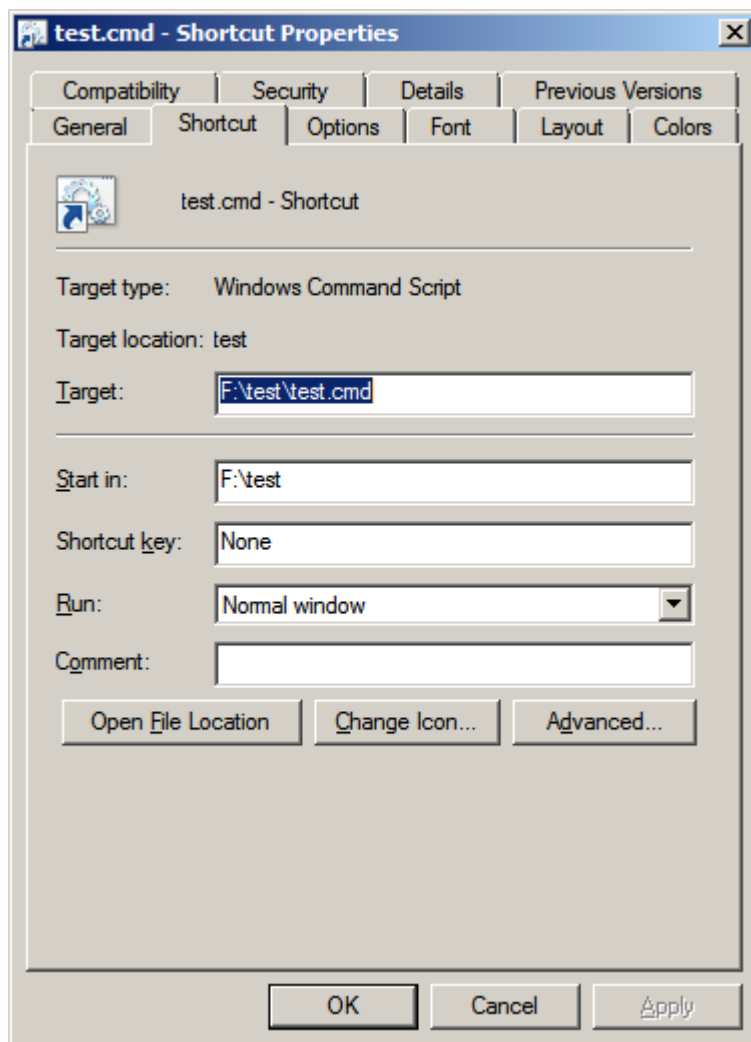 test.cmd - Shortcut Properties
Compatibility Security Details Previous Versions
General Shortcut Options Font Layout Colors
test.cmd - Shortcut
Target type: Windows Command Script
Target location: test
Target: F:\test\test.cmd
Start in: F:\test
Shortcut key: None
Run: Normal window
Comment:
Open File Location Change Icon... Advanced...
OK Cancel Apply